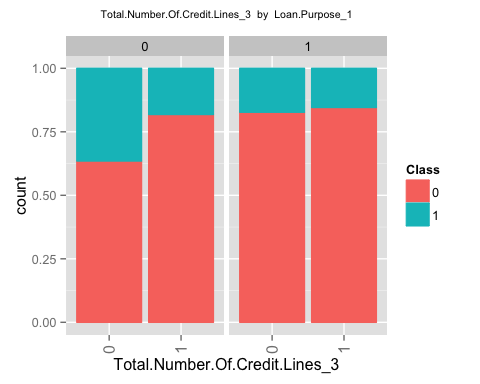 Total.Number.Of.Credit.Lines_3 by Loan.Purpose_1
0 1
1.00
0.75
0.50
0.25
0.00
count
0 1 0 1
Total.Number.Of.Credit.Lines_3
Class
0
1